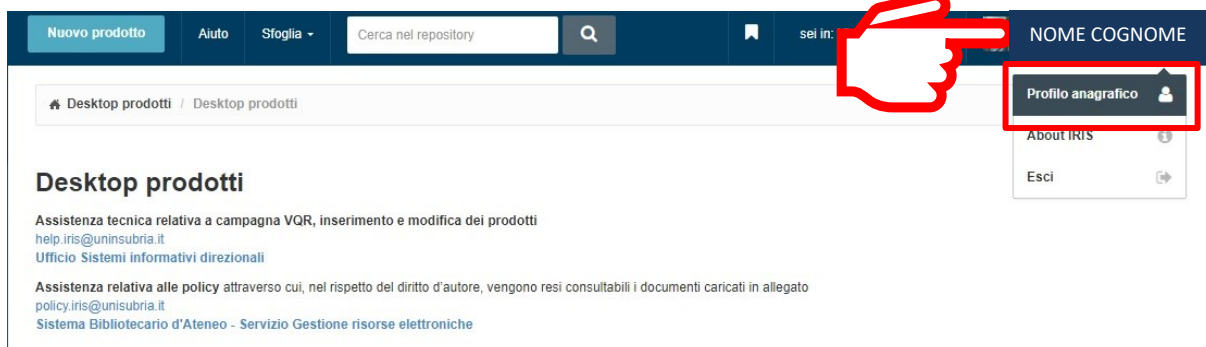 Nuovo prodotto Aiuto Sfoglia Cerca nel repository sei in: NOME COGNOME
Profilo anagrafico
About IRIS
Esci
Desktop prodotti / Desktop prodotti
Desktop prodotti
Assistenza tecnica relativa a campagna VQR, inserimento e modifica dei prodotti
help.iris@uninsubria.it
Ufficio Sistemi informativi direzionali
Assistenza relativa alle policy attraverso cui, nel rispetto del diritto d'autore, vengono resi consultabili i documenti caricati in allegato
policy.iris@unisubria.it
Sistema Bibliotecario d'Ateneo - Servizio Gestione risorse elettroniche